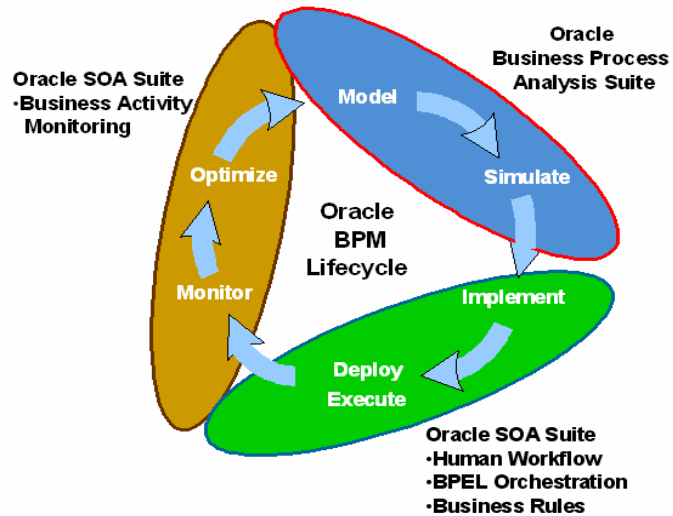 Oracle
Business Process
Analysis Suite
Oracle SOA Suite
•Business Activity
Monitoring
Model
Simulate
Optimize
Oracle
BPM
Lifecycle
Monitor
Implement
Deploy
Execute
Oracle SOA Suite
•Human Workflow
•BPEL Orchestration
•Business Rules